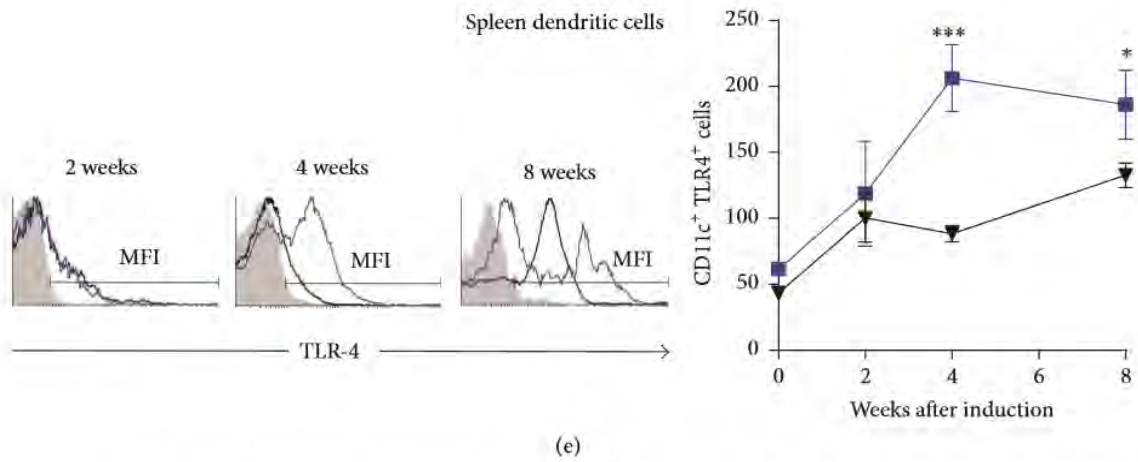 Spleen dendritic cells
2 weeks
4 weeks
8 weeks
MFI
MFI
MFI
TLR-4
250
200
150
100
50
0
CD11c⁺ TLR4⁺ cells
***
*
0 2 4 6 8
Weeks after induction
(e)